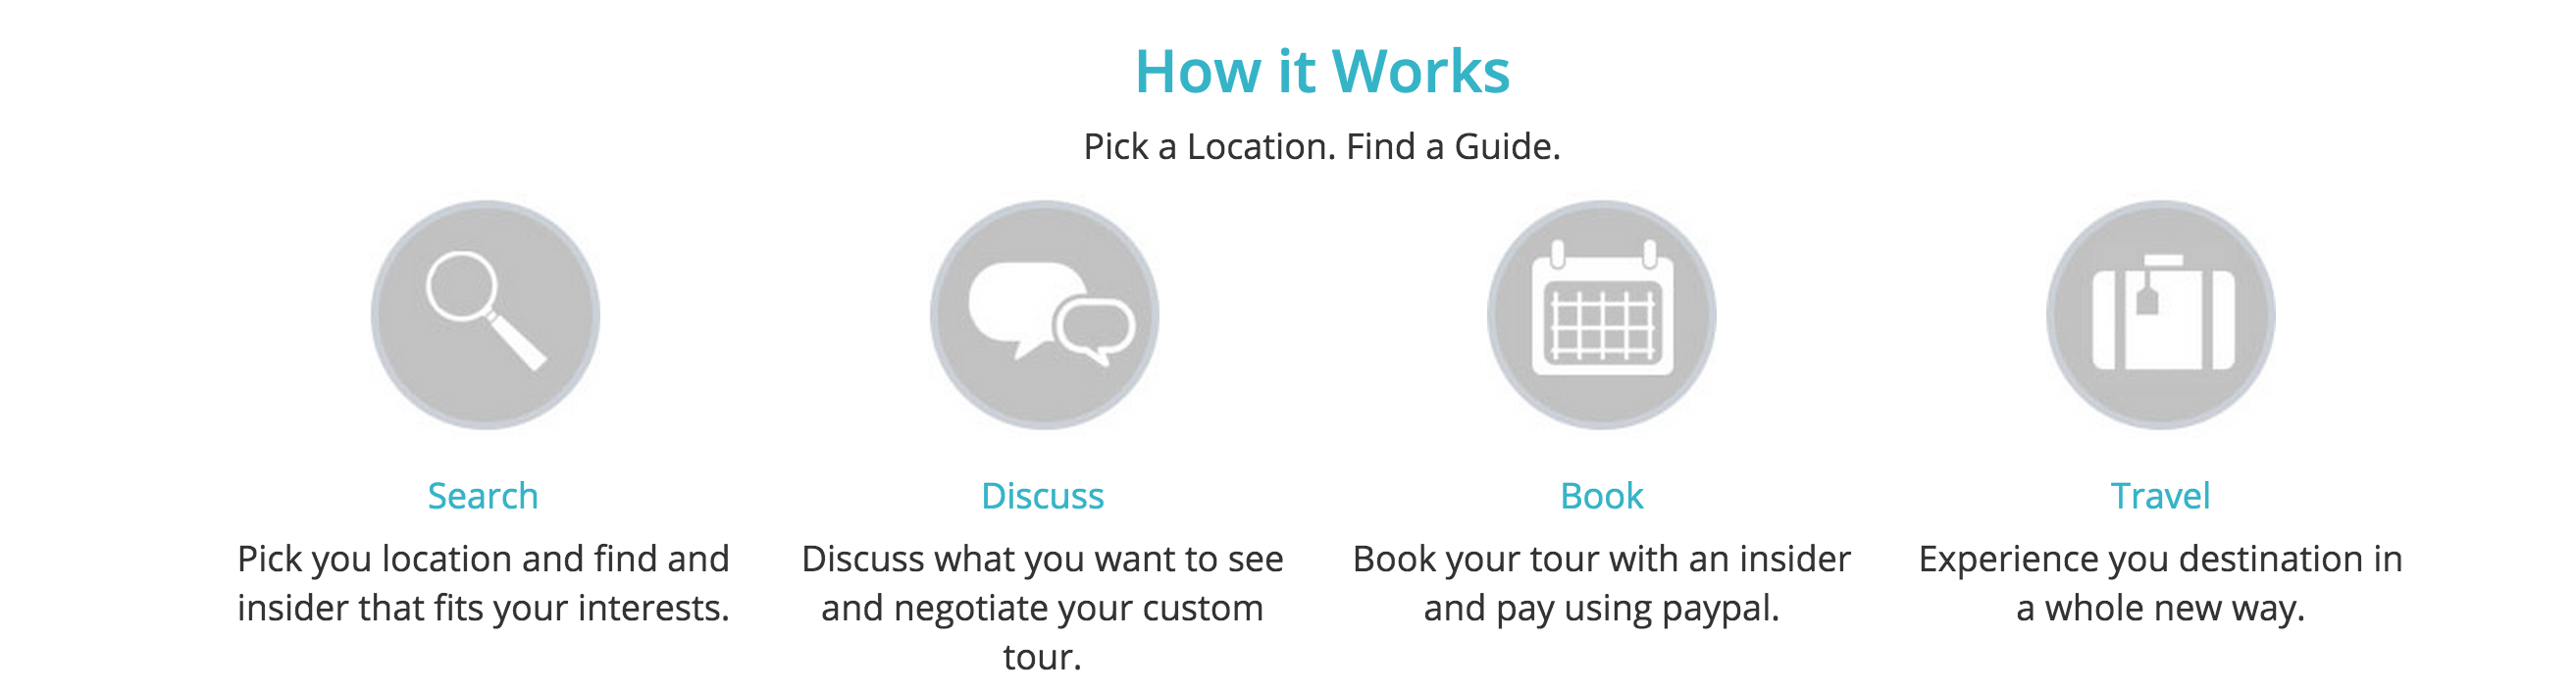 How it Works
Pick a Location. Find a Guide.
Search
Pick you location and find and
insider that fits your interests.
Discuss
Discuss what you want to see
and negotiate your custom
tour.
Book
Book your tour with an insider
and pay using paypal.
Travel
Experience you destination in
a whole new way.